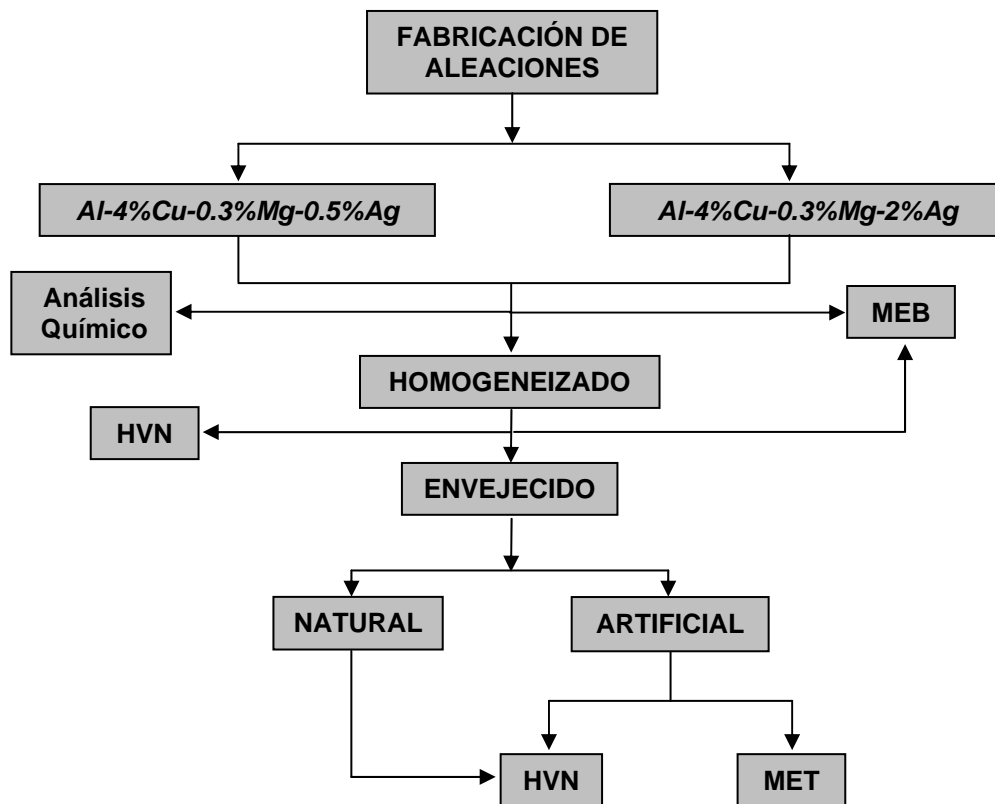 FABRICACIÓN DE
ALEACIONES
Al-4%Cu-0.3%Mg-0.5%Ag
Al-4%Cu-0.3%Mg-2%Ag
Análisis
Químico
MEB
HOMOGENEIZADO
HVN
ENVEJECIDO
NATURAL
ARTIFICIAL
HVN
MET